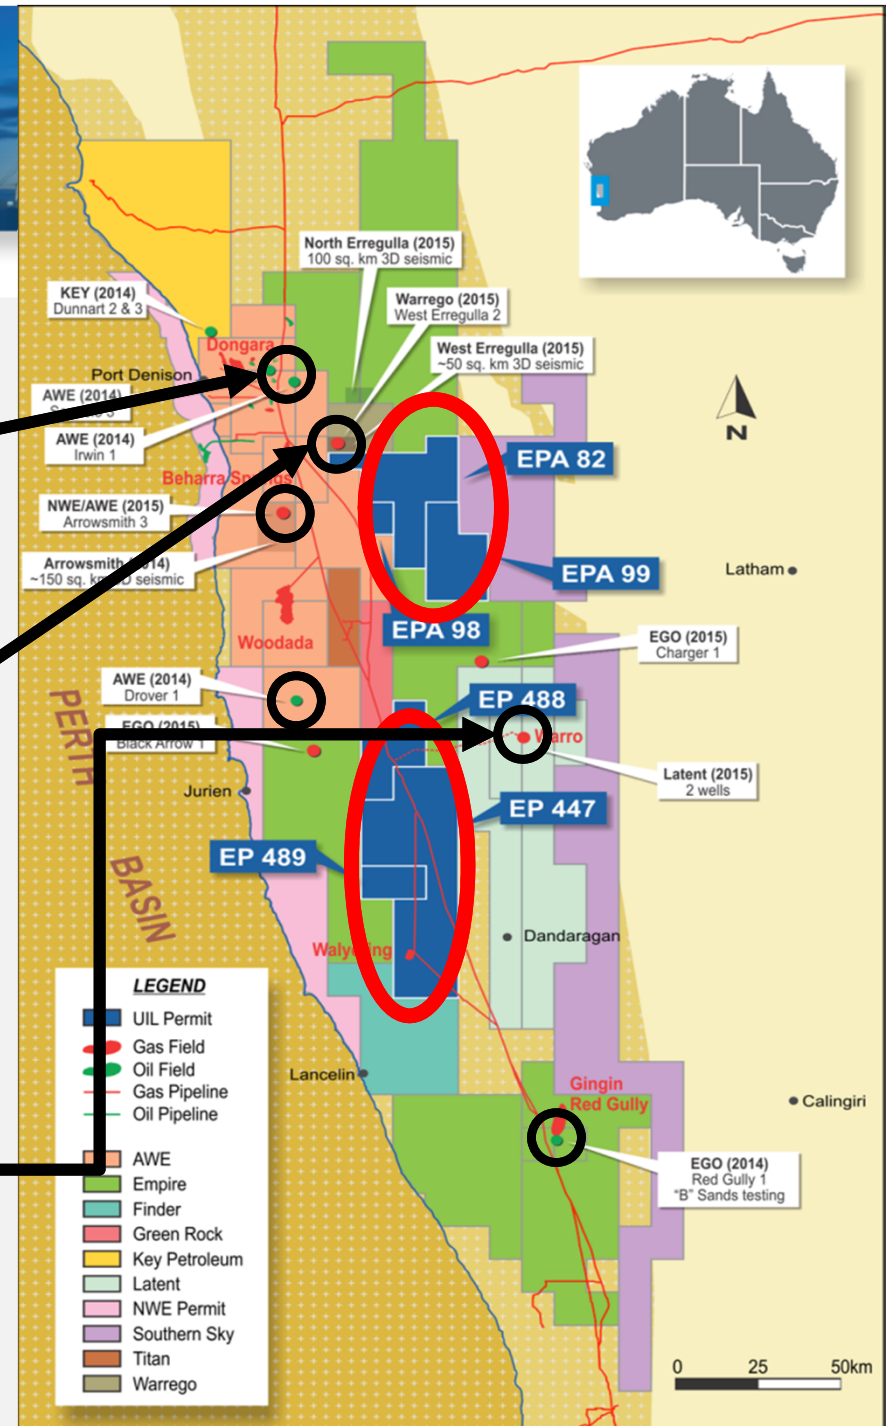 North Erregulla (2015)
100 sq. km 3D seismic
KEY (2014)
Dunnart 2 & 3
Warrego (2015)
West Erregulla 2
Dongara
West Erregulla (2015)
~50 sq. km 3D seismic
Port Denison
AWE (2014)
AWE (2014)
Irwin 1
N
EPA 82
Beharra Springs
NWE/AWE (2015)
Arrowsmith 3
Arrowsmith (2014)
~150 sq. km 3D seismic
EPA 99
Latham
EPA 98
Woodada
EGO (2015)
Charger 1
AWE (2014)
Drover 1
EP 488
EGO (2015)
Black Arrow 1
Warro
PERTH
BASIN
Latent (2015)
2 wells
Jurien
EP 447
EP 489
Dandaragan
Walyering
LEGEND
UIL Permit
Gas Field
Oil Field
Gas Pipeline
Oil Pipeline
AWE
Empire
Finder
Green Rock
Key Petroleum
Latent
NWE Permit
Southern Sky
Titan
Warrego
Lancelin
Gingin
Red Gully
Calingiri
EGO (2014)
Red Gully 1
“B” Sands testing
0 25 50km